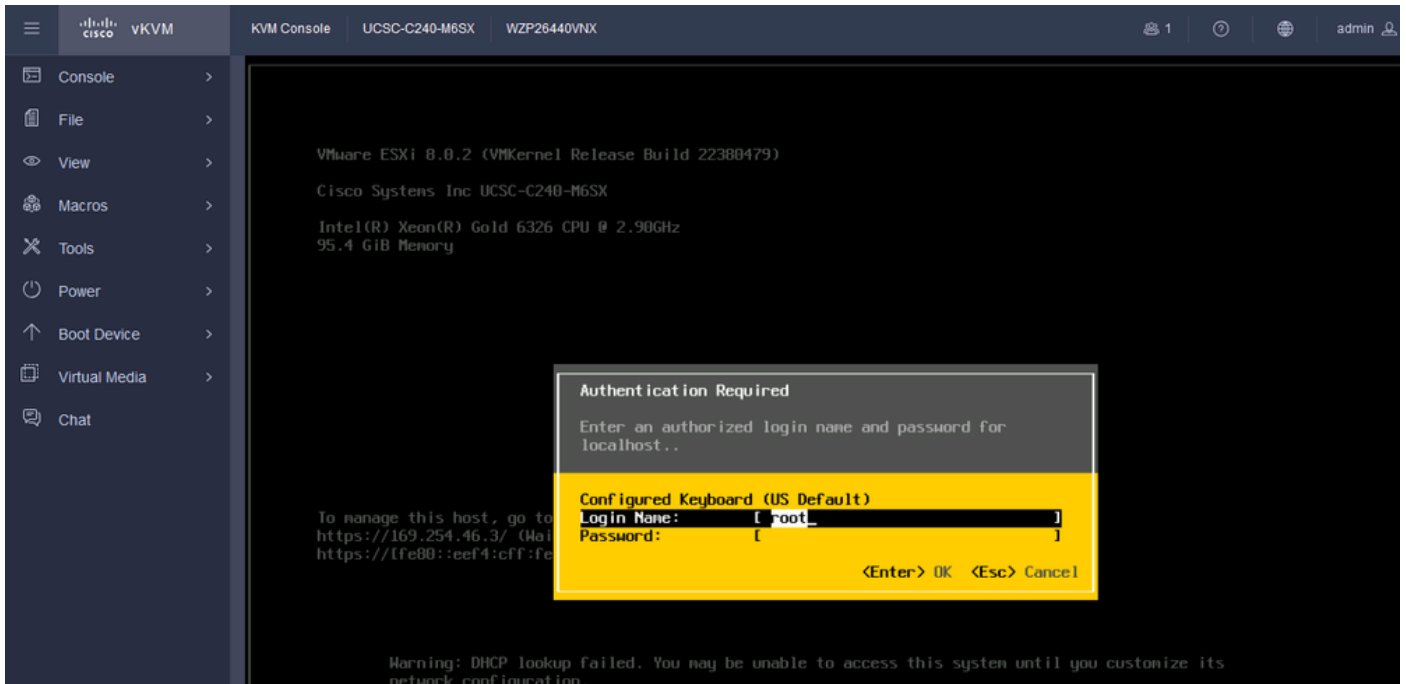 cisco vKVM
KVM Console UCSC-C240-M6SX WZP26440VNX
1
admin
Console
File
View
Macros
Tools
Power
Boot Device
Virtual Media
Chat
VMware ESXi 8.0.2 (VMKernel Release Build 22380479)
Cisco Systems Inc UCSC-C240-M6SX
Intel(R) Xeon(R) Gold 6326 CPU @ 2.90GHz
95.4 GiB Memory
Authentication Required
Enter an authorized login name and password for
localhost..
Configured Keyboard (US Default)
Login Name: [ root_ ]
Password: [ ]
<Enter> OK <Esc> Cancel
To manage this host, go to
https://169.254.46.3/ (Wai
https://[fe80::eef4:cff:fe
Warning: DHCP lookup failed. You may be unable to access this system until you customize its
network configuration